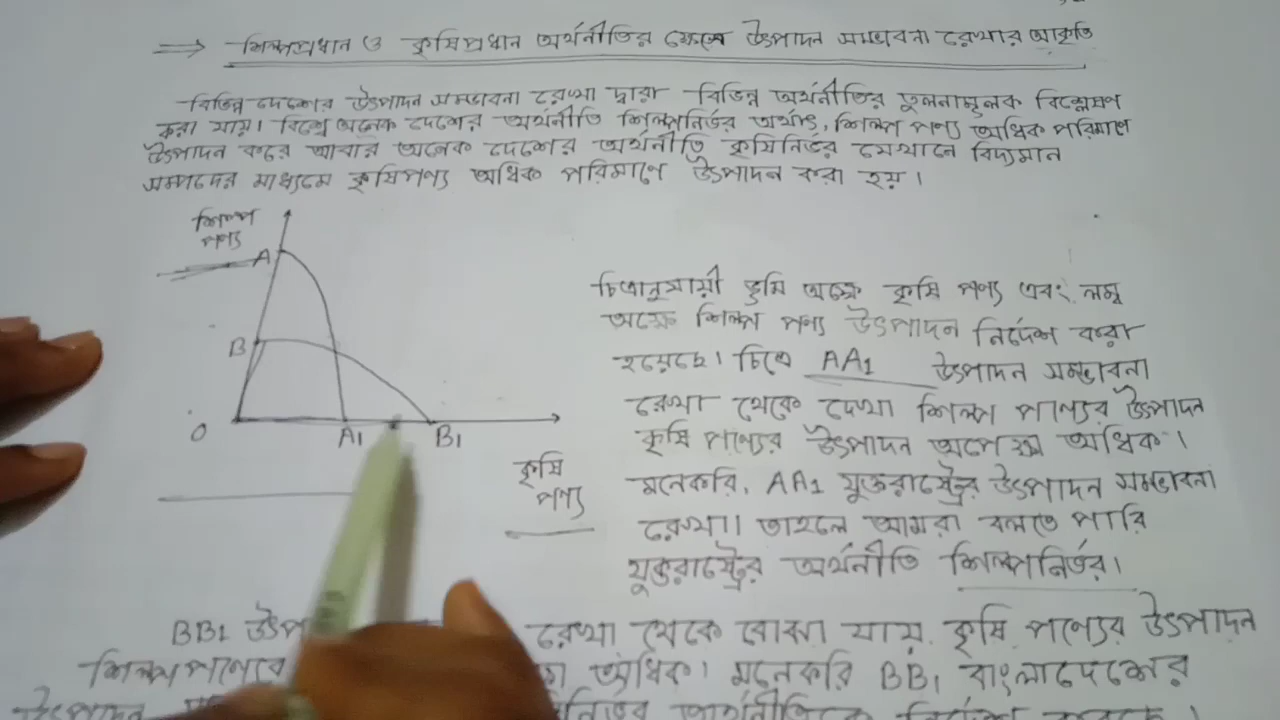 → শিল্পপ্রধান ও কৃষিপ্রধান অর্থনীতির ক্ষেত্রে উৎপাদন সম্ভাবনা রেখার আকৃতি
বিভিন্ন দেশের উৎপাদন সম্ভাবনা রেখা দ্বারা বিভিন্ন অর্থনীতির তুলনামুলক বিশ্লেষণ
করা যায়। বিশ্বে অনেক দেশের অর্থনীতি শিল্পনির্ভর অর্থাৎ, শিল্প পণ্য অধিক পরিমাণে
উৎপাদন করে আবার অনেক দেশের অর্থনীতি কৃষিনির্ভর যেখানে বিদ্যমান
সম্পদের মাধ্যমে কৃষিপণ্য অধিক পরিমাণে উৎপাদন করা হয়।
শিল্প
পণ্য
A
B
O
A1
B1
কৃষি
পণ্য
চিত্রানুযায়ী ভূমি অক্ষে কৃষি পণ্য এবং লম্ব
অক্ষে শিল্প পণ্য উৎপাদন নির্দেশ করা
হয়েছে। চিত্রে AA1 উৎপাদন সম্ভাবনা
রেখা থেকে দেখা শিল্প পণ্যের উৎপাদন
কৃষি পণ্যের উৎপাদন অপেক্ষা অধিক।
মনেকরি, AA1 যুক্তরাষ্ট্রের উৎপাদন সম্ভাবনা
রেখা। তাহলে আমরা বলতে পারি
যুক্তরাষ্ট্রের অর্থনীতি শিল্পনির্ভর।
BB1 রেখা থেকে বোঝা যায় কৃষি পণ্যের উৎপাদন
শিল্পপণ্যের অধিক। মনেকরি BB1 বাংলাদেশের
উৎপাদন অর্থনীতিকে নির্দেশ করছে।